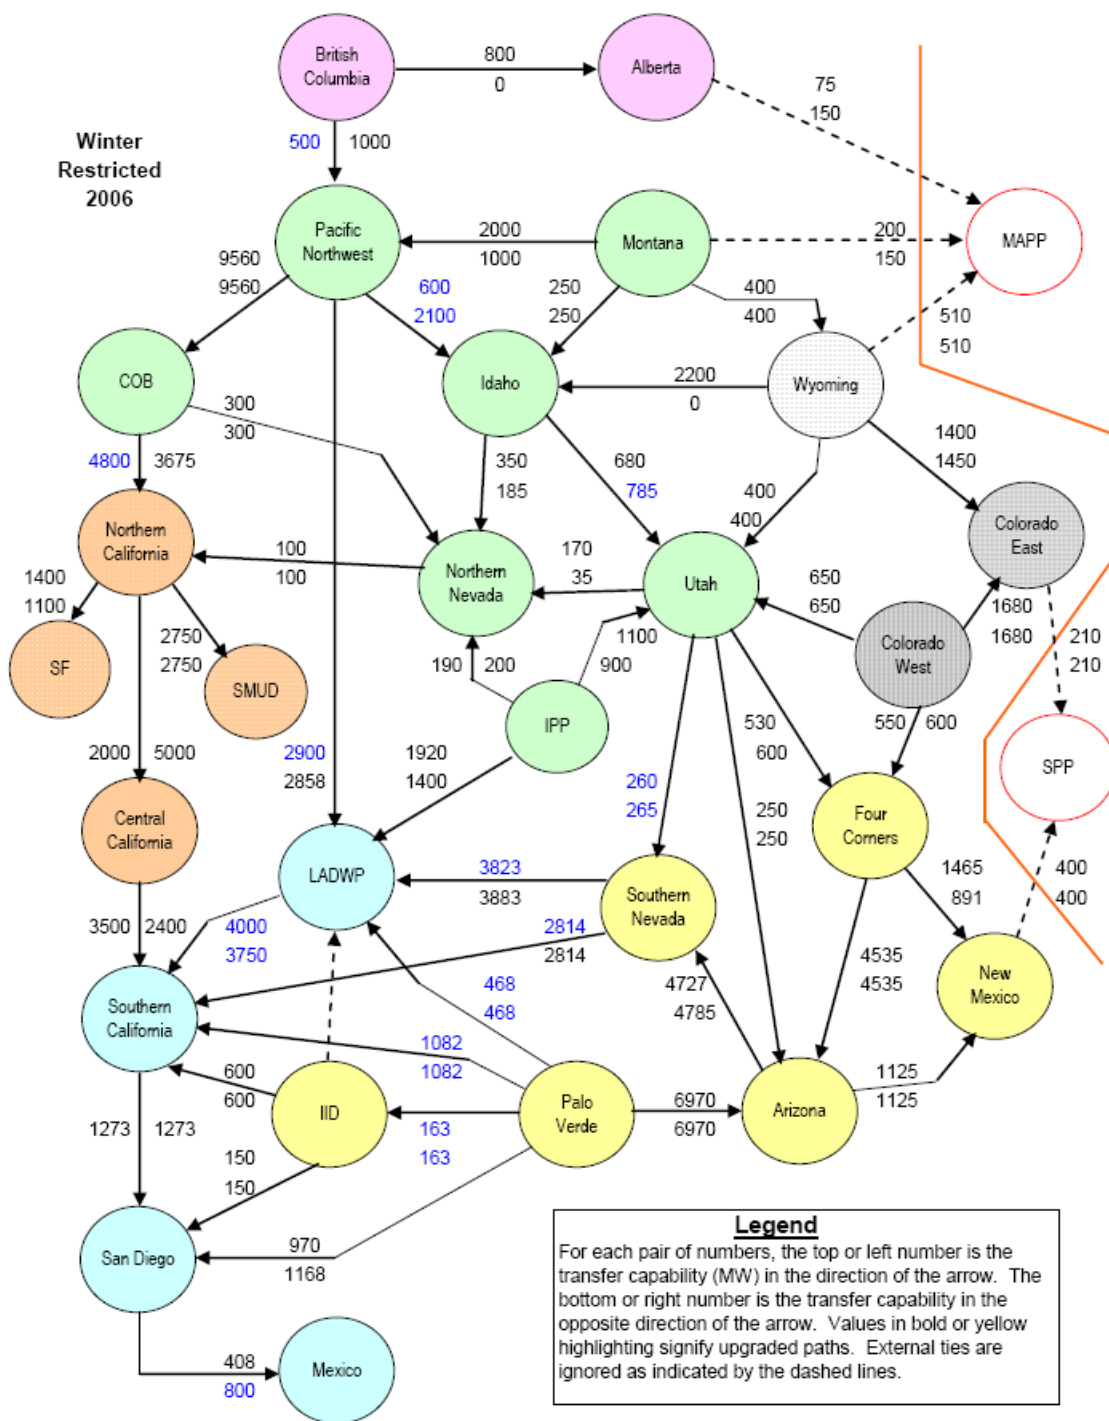 British
Columbia
800
0
Alberta
75
150
Winter
Restricted
2006
500 1000
Pacific
Northwest
2000
1000
Montana
200
150
MAPP
9560
9560
600
2100
250
250
400
400
510
510
COB
Idaho
2200
0
Wyoming
300
300
4800 3675
350
185
680
785
400
400
1400
1450
Northern
California
100
100
Northern
Nevada
170
35
Utah
650
650
Colorado
East
1400
1100
2750
2750
SF
SMUD
190 200
1100
900
Colorado
West
1680
1680
210
210
IPP
550 600
SPP
2000 5000
2900
2858
1920
1400
260
265
530
600
250
250
Central
California
LADWP
3823
3883
Southern
Nevada
Four
Corners
1465
891
400
400
3500 2400
4000
3750
2814
2814
468
468
4727
4785
4535
4535
New
Mexico
Southern
California
1082
1082
600
600
IID
163
163
Palo
Verde
6970
6970
Arizona
1125
1125
1273 1273
150
150
San Diego
970
1168
408
800
Mexico
Legend
For each pair of numbers, the top or left number is the
transfer capability (MW) in the direction of the arrow. The
bottom or right number is the transfer capability in the
opposite direction of the arrow. Values in bold or yellow
highlighting signify upgraded paths. External ties are
ignored as indicated by the dashed lines.